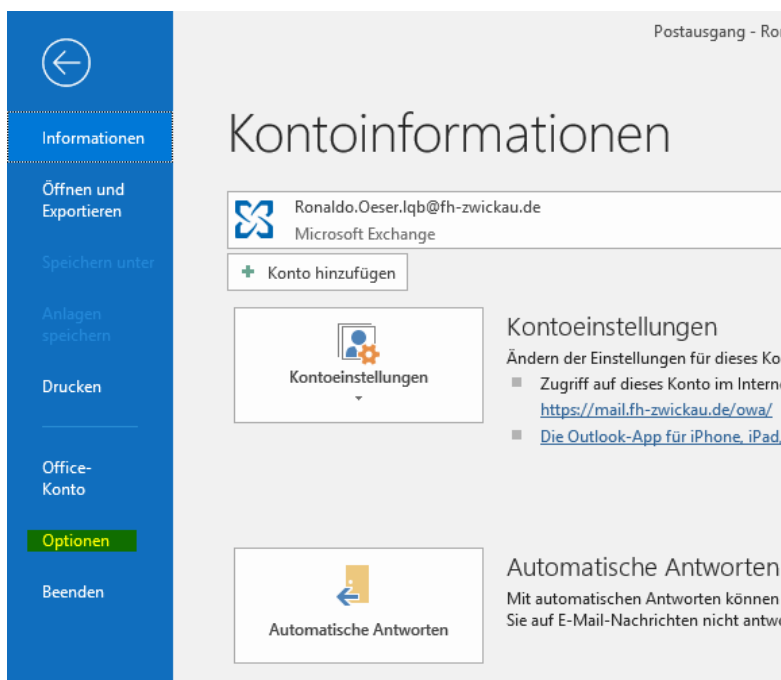 Postausgang - Ro
Informationen
Öffnen und
Exportieren
Speichern unter
Anlagen
speichern
Drucken
Office-
Konto
Optionen
Beenden
Kontoinformationen
Ronaldo.Oeser.lqb@fh-zwickau.de
Microsoft Exchange
Konto hinzufügen
Kontoeinstellungen
Kontoeinstellungen
Ändern der Einstellungen für dieses Ko
Zugriff auf dieses Konto im Interne
https://mail.fh-zwickau.de/owa/
Die Outlook-App für iPhone, iPad,
Automatische Antworten
Automatische Antworten
Mit automatischen Antworten können
Sie auf E-Mail-Nachrichten nicht antw